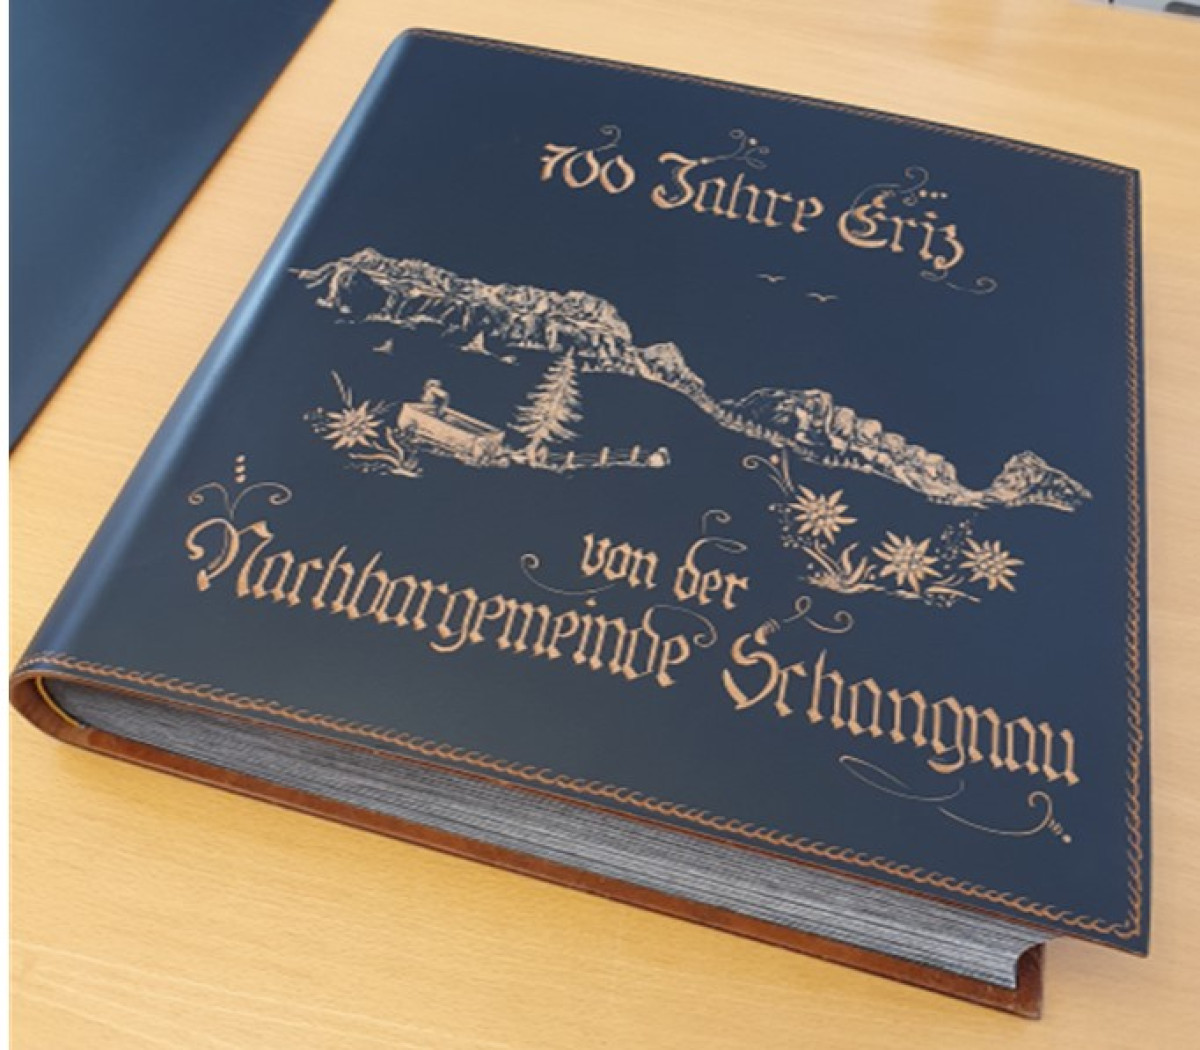 700 Jahre Eriz
von der
Nachbargemeinde Schangnau